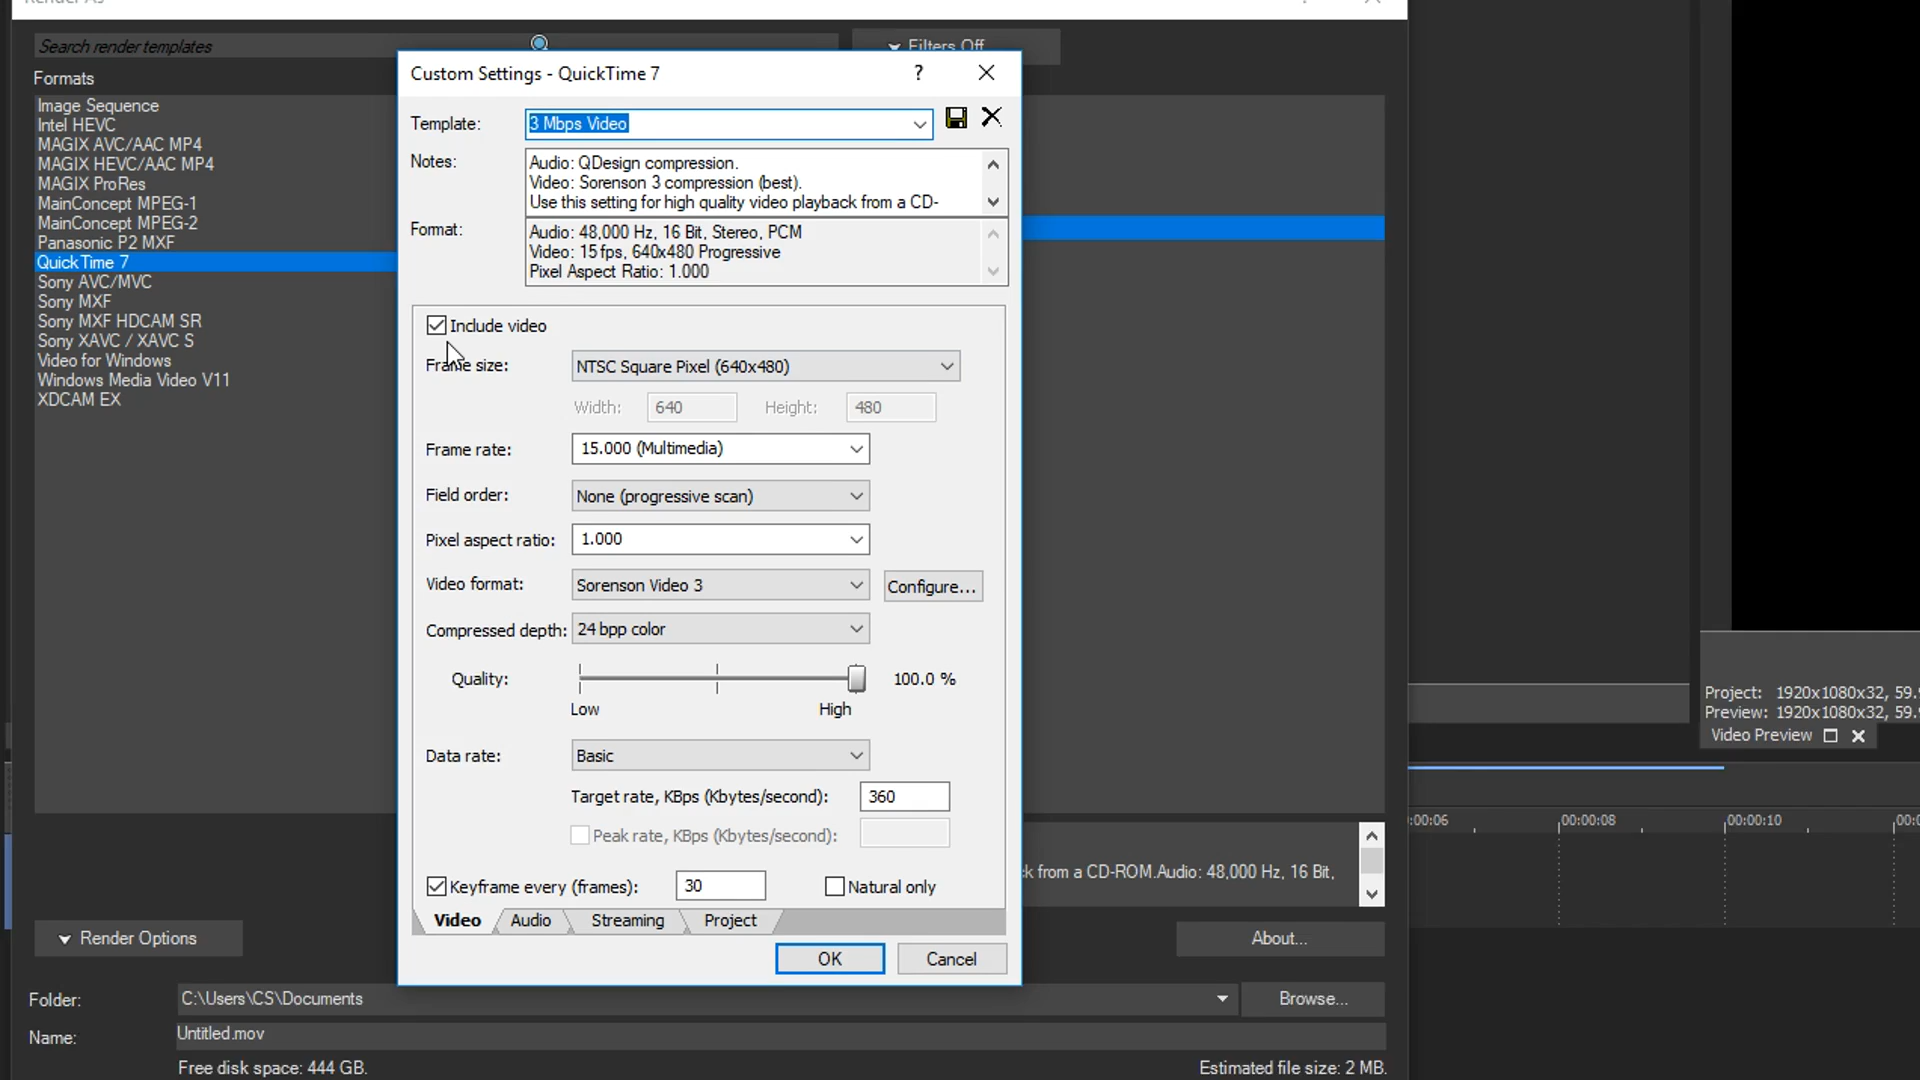 Render As
Search render templates
Filters Off
Formats
Image Sequence
Intel HEVC
MAGIX AVC/AAC MP4
MAGIX HEVC/AAC MP4
MAGIX ProRes
MainConcept MPEG-1
MainConcept MPEG-2
Panasonic P2 MXF
QuickTime 7
Sony AVC/MVC
Sony MXF
Sony MXF HDCAM SR
Sony XAVC / XAVC S
Video for Windows
Windows Media Video V11
XDCAM EX
Custom Settings - QuickTime 7
?
Template: 3 Mbps Video
Notes: Audio: QDesign compression.
Video: Sorenson 3 compression (best).
Use this setting for high quality video playback from a CD-
Format: Audio: 48,000 Hz, 16 Bit, Stereo, PCM
Video: 15 fps, 640x480 Progressive
Pixel Aspect Ratio: 1.000
Include video
Frame size: NTSC Square Pixel (640x480)
Width: 640 Height: 480
Frame rate: 15.000 (Multimedia)
Field order: None (progressive scan)
Pixel aspect ratio: 1.000
Video format: Sorenson Video 3 Configure...
Compressed depth: 24 bpp color
Quality: 100.0 %
Low High
Data rate: Basic
Target rate, KBps (Kbytes/second): 360
Peak rate, KBps (Kbytes/second):
Keyframe every (frames): 30 Natural only
Video Audio Streaming Project
OK Cancel
Project: 1920x1080x32, 59.9
Preview: 1920x1080x32, 59.9
Video Preview
:00:06 00:00:08 00:00:10 00:0
k from a CD-ROM.Audio: 48,000 Hz, 16 Bit,
Render Options
About...
Folder: C:\Users\CS\Documents Browse...
Name: Untitled.mov
Free disk space: 444 GB. Estimated file size: 2 MB.